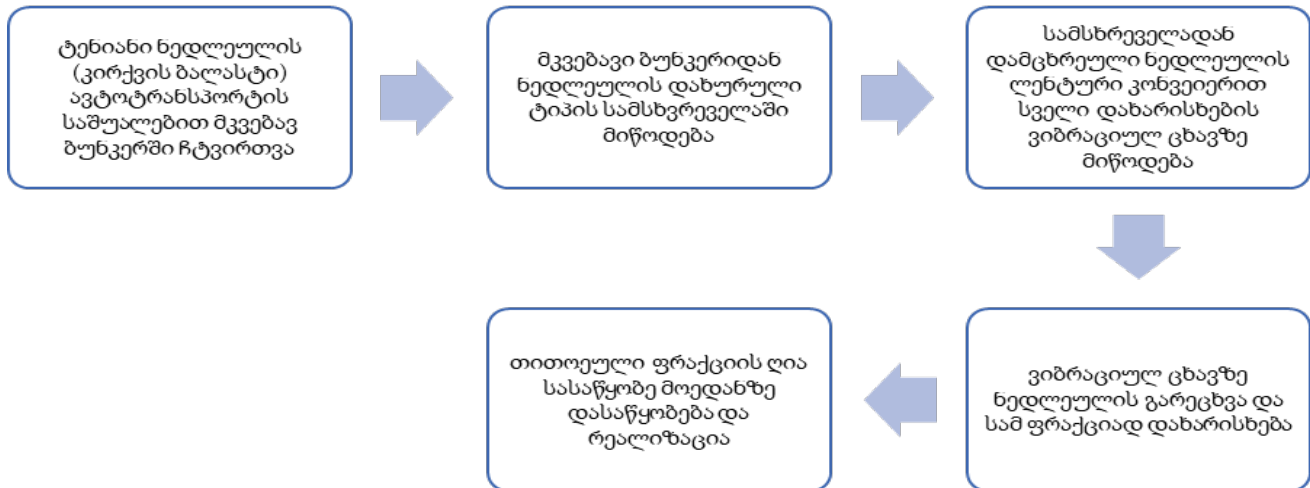 ტენიანი ნედლეულის
(კირქვის ბალასტი)
ავტოტრანსპორტის
საშუალებით მკვებავ
ბუნკერში ჩტვირთვა
მკვებავი ბუნკერიდან
ნედლეულის დახურული
ტიპის სამსხვრეველაში
მიწოდება
სამსხრეველადან
დამცხრეული ნედლეულის
ლენტური კონვეიერით
სველი დახარისხების
ვიბრაციულ ცხავზე
მიწოდება
ვიბრაციულ ცხავზე
ნედლეულის გარეცხვა და
სამ ფრაქციად დახარისხება
თითოეული ფრაქციის ღია
სასაწყობე მოედანზე
დასაწყობება და
რეალიზაცია